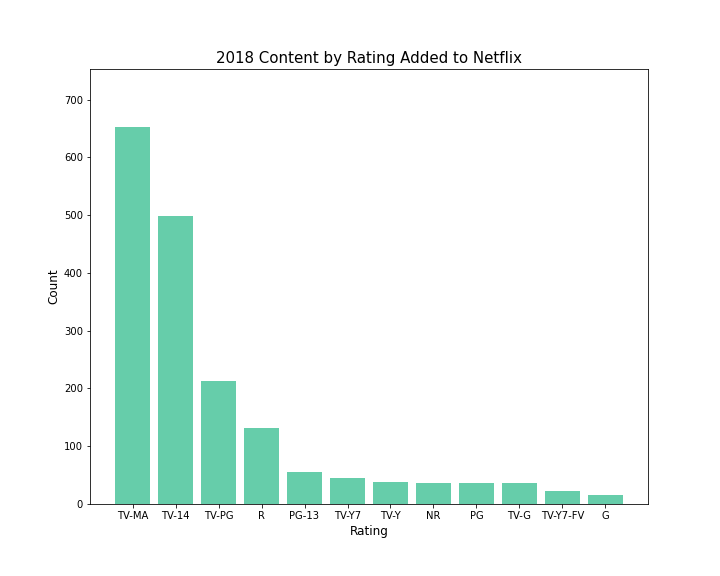 2018 Content by Rating Added to Netflix
700
600
500
400
300
200
100
0
Count
TV-MA TV-14 TV-PG R PG-13 TV-Y7 TV-Y NR PG TV-G TV-Y7-FV G
Rating